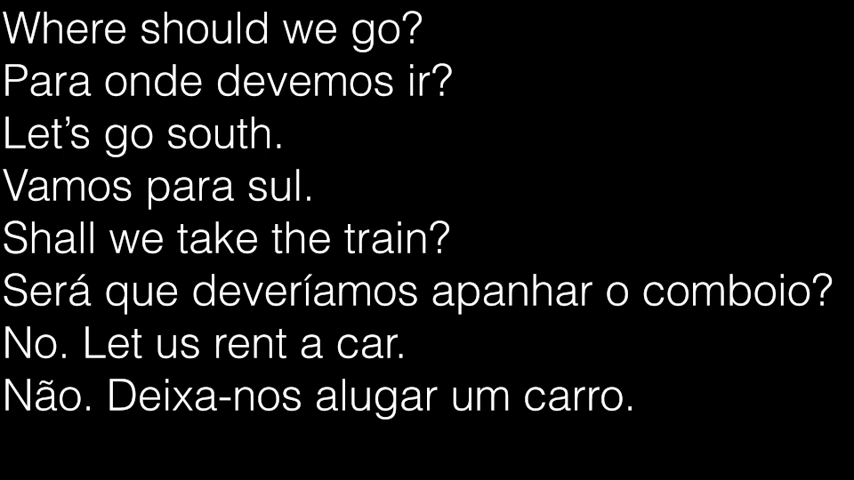 Where should we go?
Para onde devemos ir?
Let's go south.
Vamos para sul.
Shall we take the train?
Será que deveríamos apanhar o comboio?
No. Let us rent a car.
Não. Deixa-nos alugar um carro.